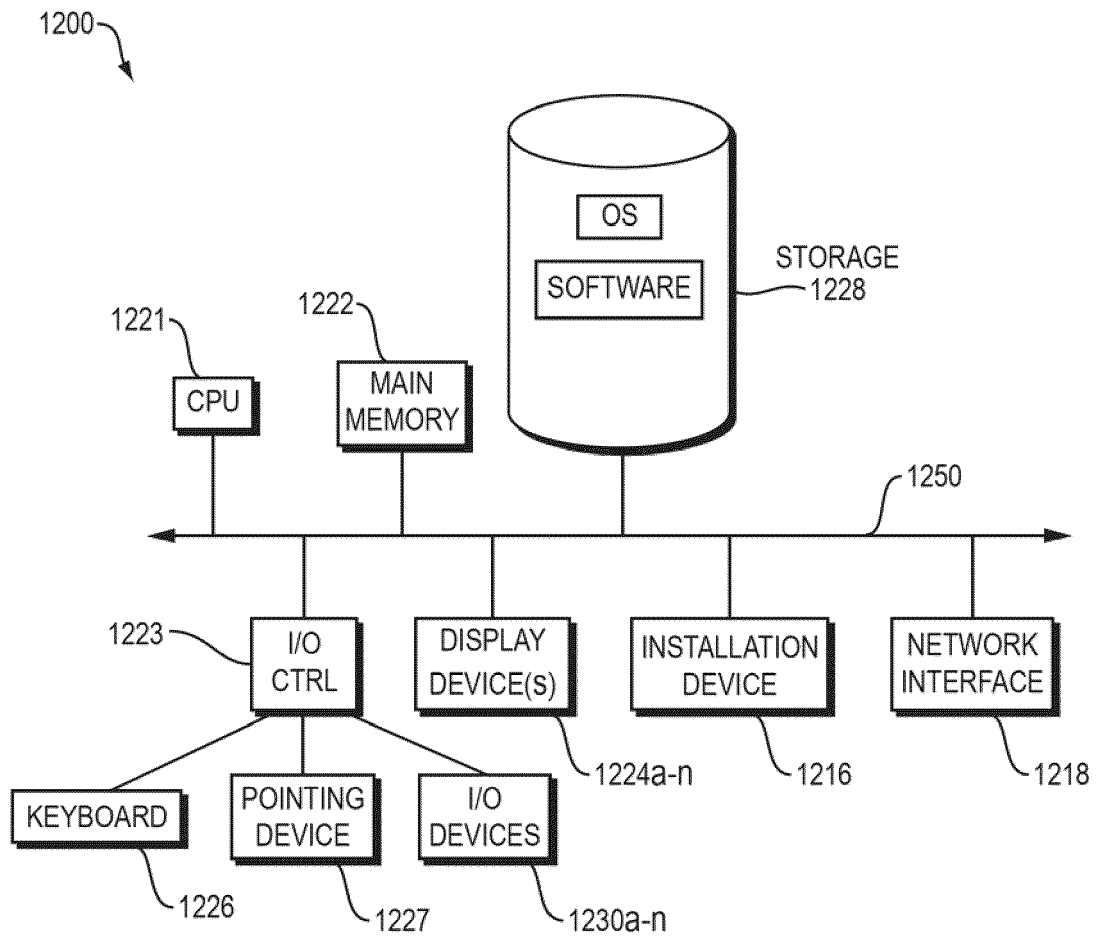 1200
OS
SOFTWARE
STORAGE
1228
1221
CPU
1222
MAIN
MEMORY
1250
1223
I/O
CTRL
DISPLAY
DEVICE(s)
1224a-n
INSTALLATION
DEVICE
1216
NETWORK
INTERFACE
1218
KEYBOARD
1226
POINTING
DEVICE
1227
I/O
DEVICES
1230a-n